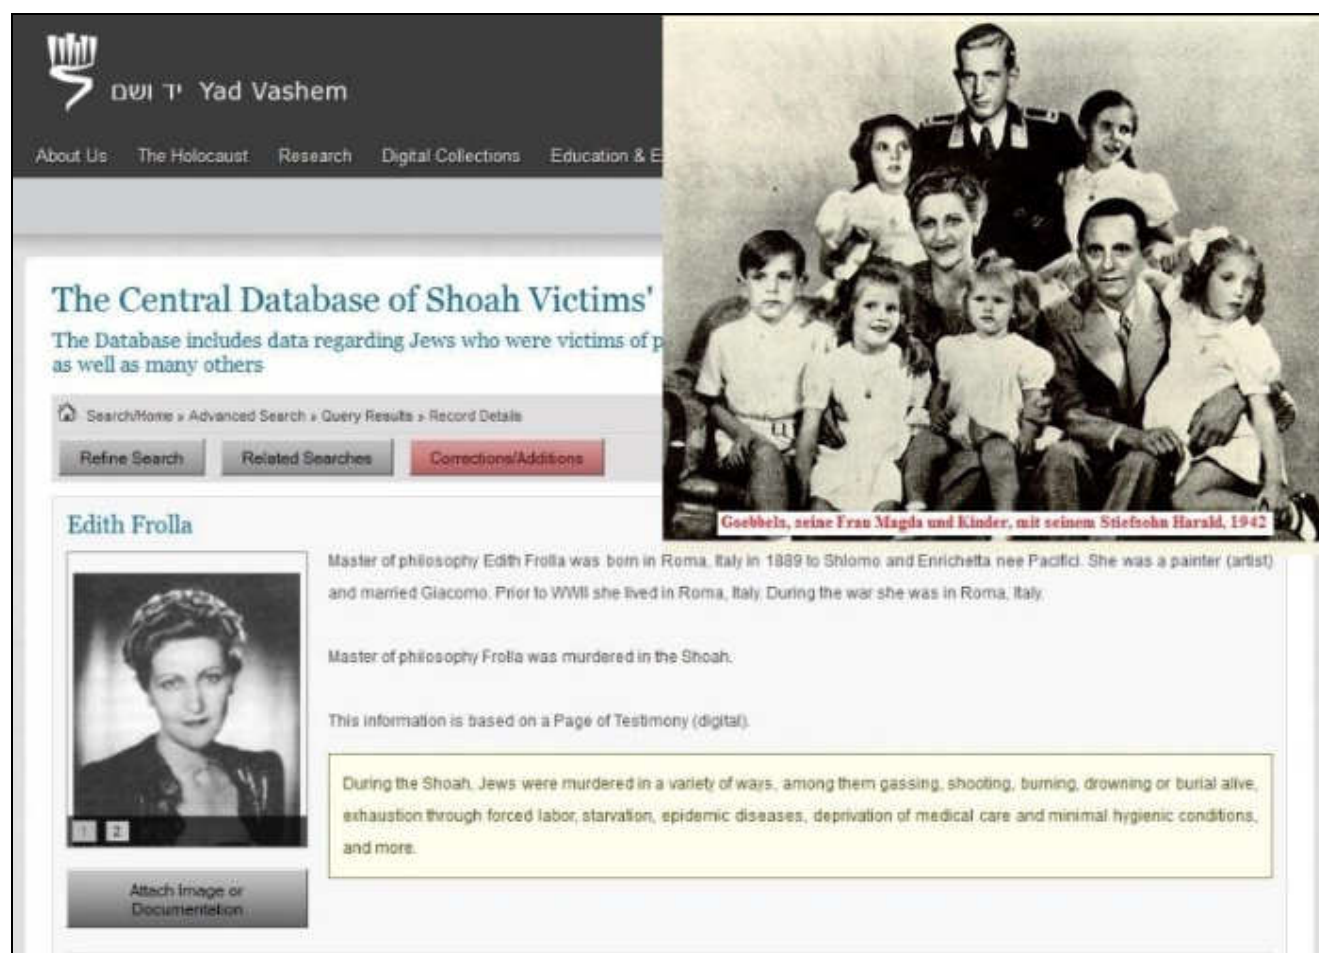 יד ושם Yad Vashem
About Us The Holocaust Research Digital Collections Education & E
The Central Database of Shoah Victims'
The Database includes data regarding Jews who were victims of p
as well as many others
Search/Home » Advanced Search » Query Results » Record Details
Refine Search Related Searches Corrections/Additions
Goebbels, seine Frau Magda und Kinder, mit seinem Stiefsohn Harald, 1942
Edith Frolla
Master of philosophy Edith Frolla was born in Roma, Italy in 1889 to Shlomo and Enrichetta nee Pacifici. She was a painter (artist)
and married Giacomo. Prior to WWII she lived in Roma, Italy. During the war she was in Roma, Italy.
Master of philosophy Frolla was murdered in the Shoah.
This information is based on a Page of Testimony (digital).
During the Shoah, Jews were murdered in a variety of ways, among them gassing, shooting, burning, drowning or burial alive,
exhaustion through forced labor, starvation, epidemic diseases, deprivation of medical care and minimal hygienic conditions,
and more.
1 2
Attach Image or
Documentation